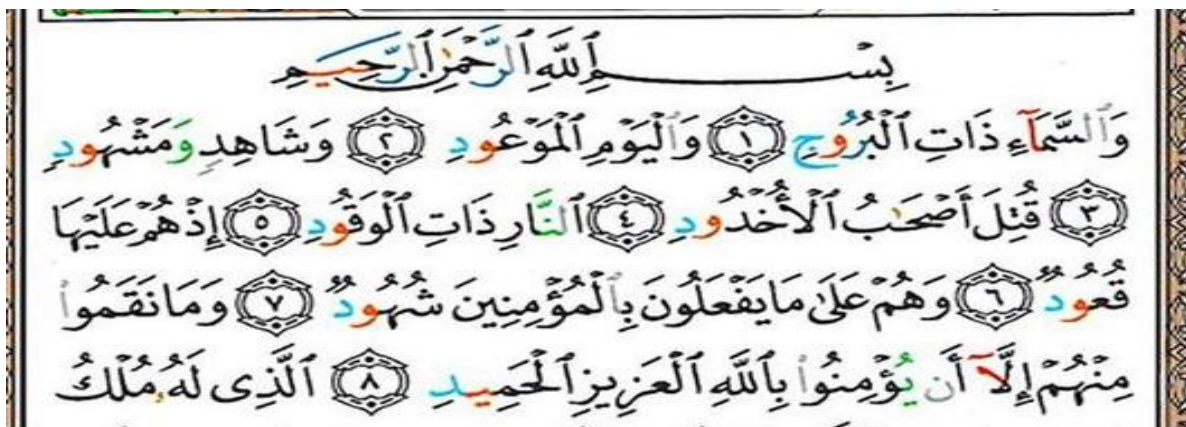 بِسْمِ ٱللَّهِ ٱلرَّحْمَٰنِ ٱلرَّحِيمِ
وَٱلسَّمَآءِ ذَاتِ ٱلْبُرُوجِ ١ وَٱلْيَوْمِ ٱلْمَوْعُودِ ٢ وَشَاهِدٍ وَمَشْهُودٍ
٣ قُتِلَ أَصْحَٰبُ ٱلْأُخْدُودِ ٤ ٱلنَّارِ ذَاتِ ٱلْوَقُودِ ٥ إِذْ هُمْ عَلَيْهَا
قُعُودٌ ٦ وَهُمْ عَلَىٰ مَا يَفْعَلُونَ بِٱلْمُؤْمِنِينَ شُهُودٌ ٧ وَمَا نَقَمُوا۟
مِنْهُمْ إِلَّآ أَن يُؤْمِنُوا۟ بِٱللَّهِ ٱلْعَزِيزِ ٱلْحَمِيدِ ٨ ٱلَّذِى لَهُۥ مُلْكُ